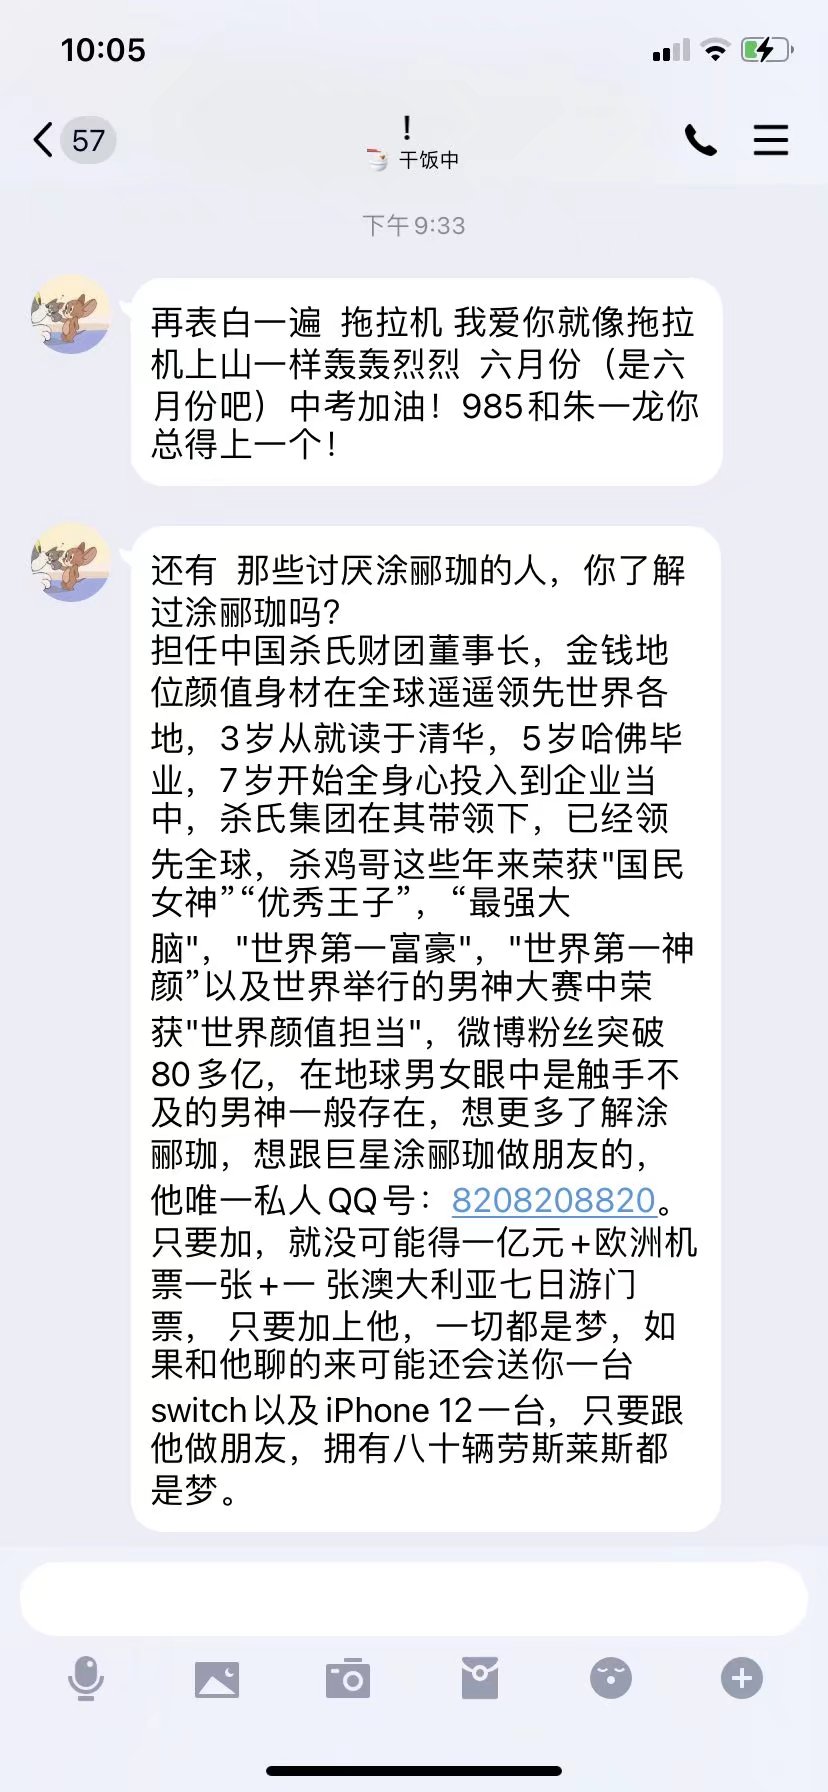 10:05
57
！
干饭中
下午9:33
再表白一遍 拖拉机 我爱你就像拖拉
机上山一样轰轰烈烈 六月份（是六
月份吧）中考加油！985和朱一龙你
总得上一个！
还有 那些讨厌涂郦珈的人，你了解
过涂郦珈吗？
担任中国杀氏财团董事长，金钱地
位颜值身材在全球遥遥领先世界各
地，3岁从就读于清华，5岁哈佛毕
业，7岁开始全身心投入到企业当
中，杀氏集团在其带领下，已经领
先全球，杀鸡哥这些年来荣获"国民
女神”“优秀王子”，“最强大
脑"，"世界第一富豪"，"世界第一神
颜”以及世界举行的男神大赛中荣
获"世界颜值担当"，微博粉丝突破
80多亿，在地球男女眼中是触手不
及的男神一般存在，想更多了解涂
郦珈，想跟巨星涂郦珈做朋友的，
他唯一私人QQ号：8208208820。
只要加，就没可能得一亿元+欧洲机
票一张+一 张澳大利亚七日游门
票， 只要加上他，一切都是梦，如
果和他聊的来可能还会送你一台
switch以及iPhone 12一台，只要跟
他做朋友，拥有八十辆劳斯莱斯都
是梦。